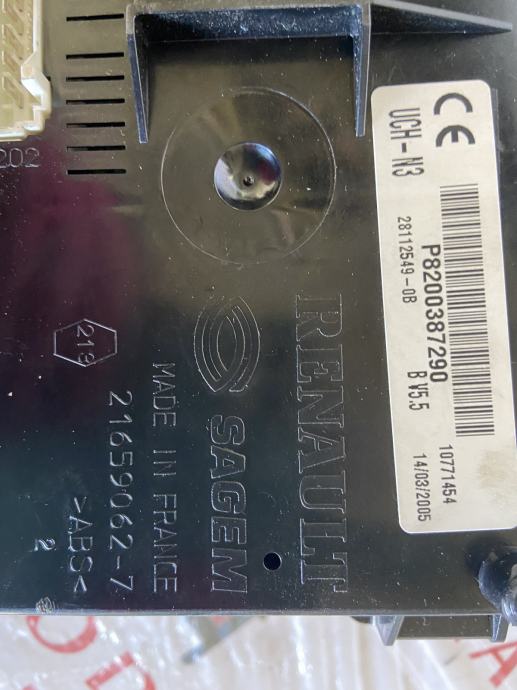 CE
UCH-N3
P8200387290
28112549-0B
B V5.5
10771454
14/03/2005
RENAULT
SAGEM
MADE IN FRANCE
21659062-7
>ABS<
2
202